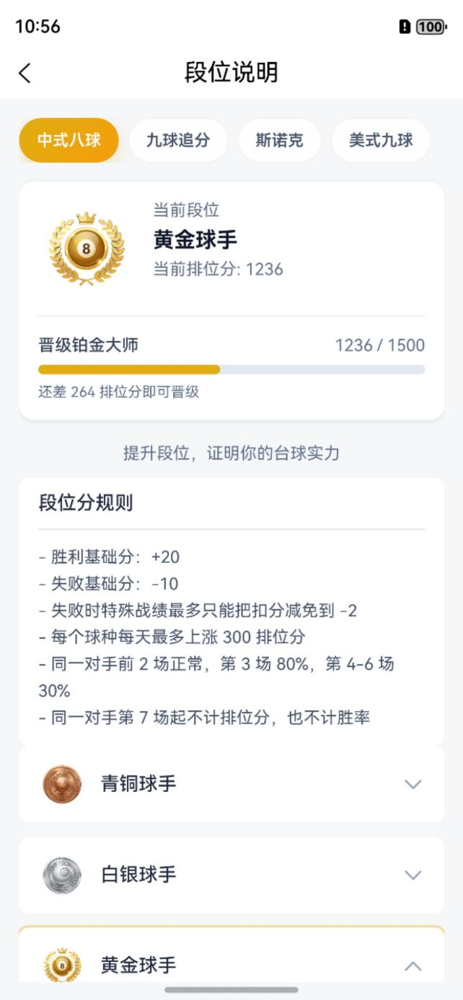 10:56
100
段位说明
中式八球
九球追分
斯诺克
美式九球
8
当前段位
黄金球手
当前排位分: 1236
晋级铂金大师
1236 / 1500
还差 264 排位分即可晋级
提升段位，证明你的台球实力
段位分规则
- 胜利基础分：+20
- 失败基础分：-10
- 失败时特殊战绩最多只能把扣分减免到 -2
- 每个球种每天最多上涨 300 排位分
- 同一对手前 2 场正常，第 3 场 80%，第 4-6 场
30%
- 同一对手第 7 场起不计排位分，也不计胜率
青铜球手
白银球手
8
黄金球手